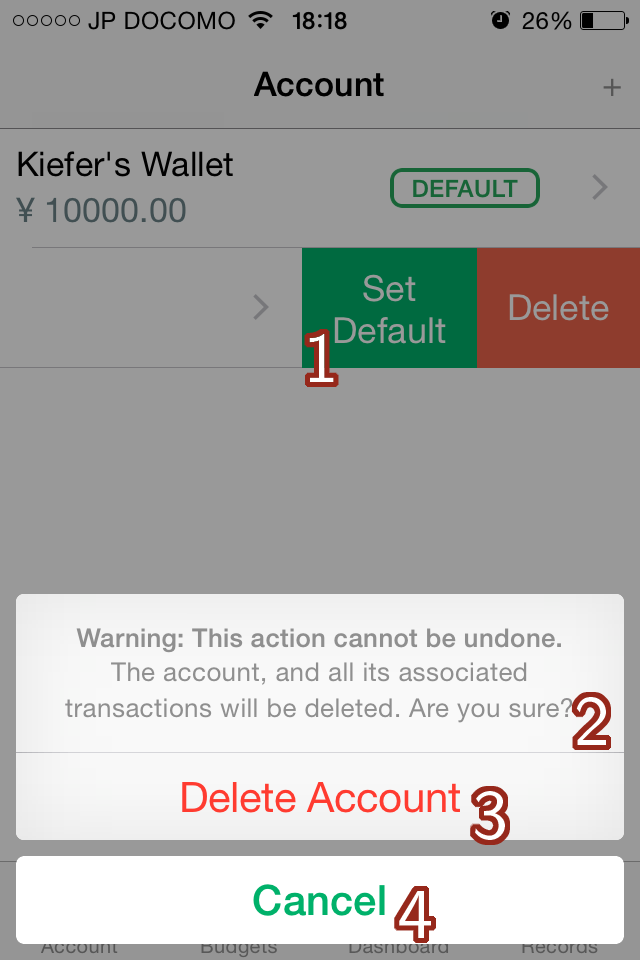 JP DOCOMO 18:18 26%
Account +
Kiefer's Wallet
¥ 10000.00
DEFAULT
Set
Default
Delete
1
Warning: This action cannot be undone.
The account, and all its associated
transactions will be deleted. Are you sure?
2
Delete Account
3
Cancel
4
Account Budgets Dashboard Records